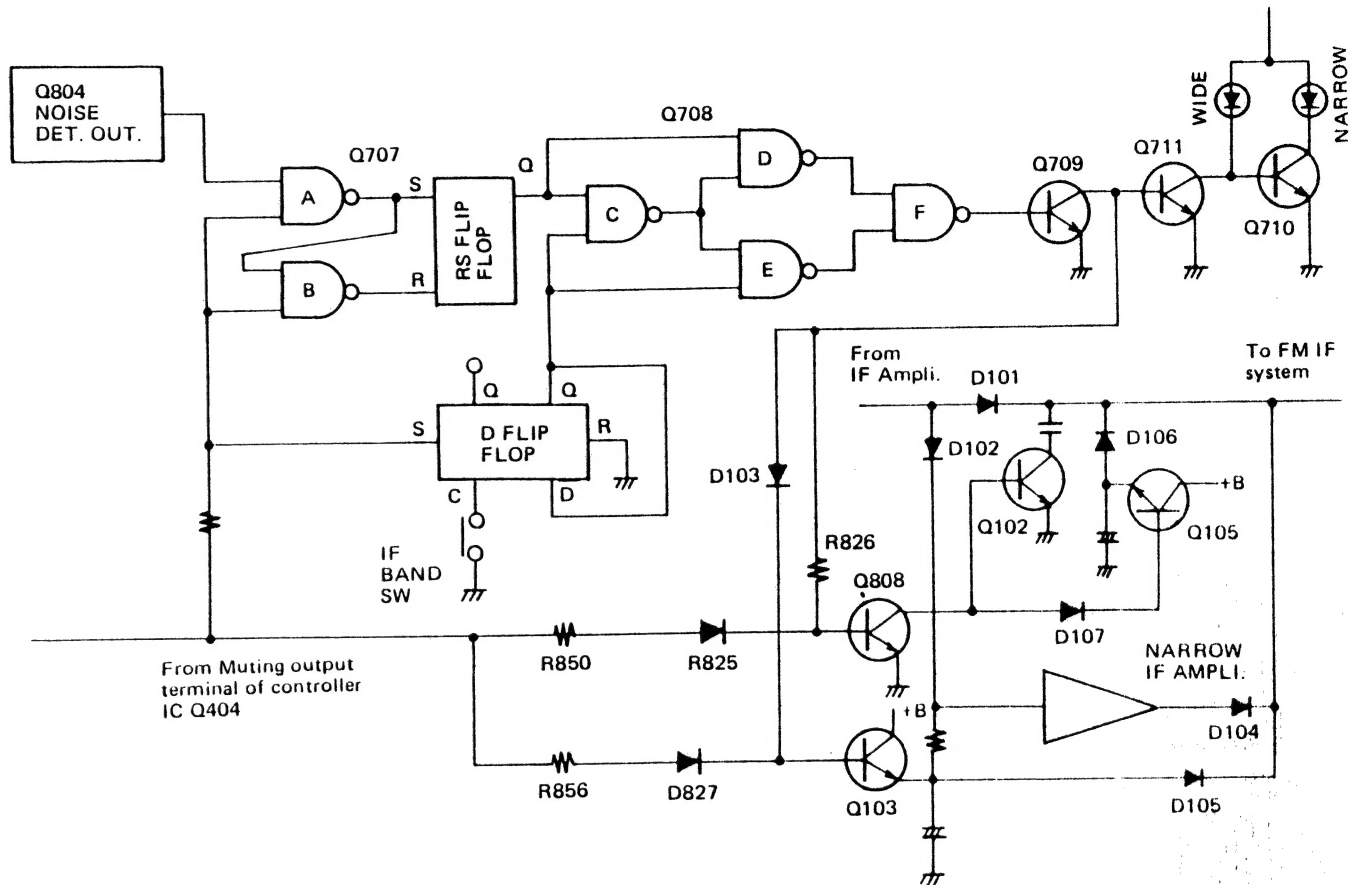 Q804
NOISE
DET. OUT.
Q707
A
B
S
R
RS FLIP
FLOP
Q
Q708
C
D
E
F
Q709
Q711
Q710
WIDE
NARROW
Q
Q
S
R
D FLIP
FLOP
C
D
IF
BAND
SW
From Muting output
terminal of controller
IC Q404
R850
R825
R856
D827
D103
R826
Q808
Q103
+B
From
IF Ampli.
To FM IF
system
D101
D102
D106
Q102
Q105
+B
D107
NARROW
IF AMPLI.
D104
D105